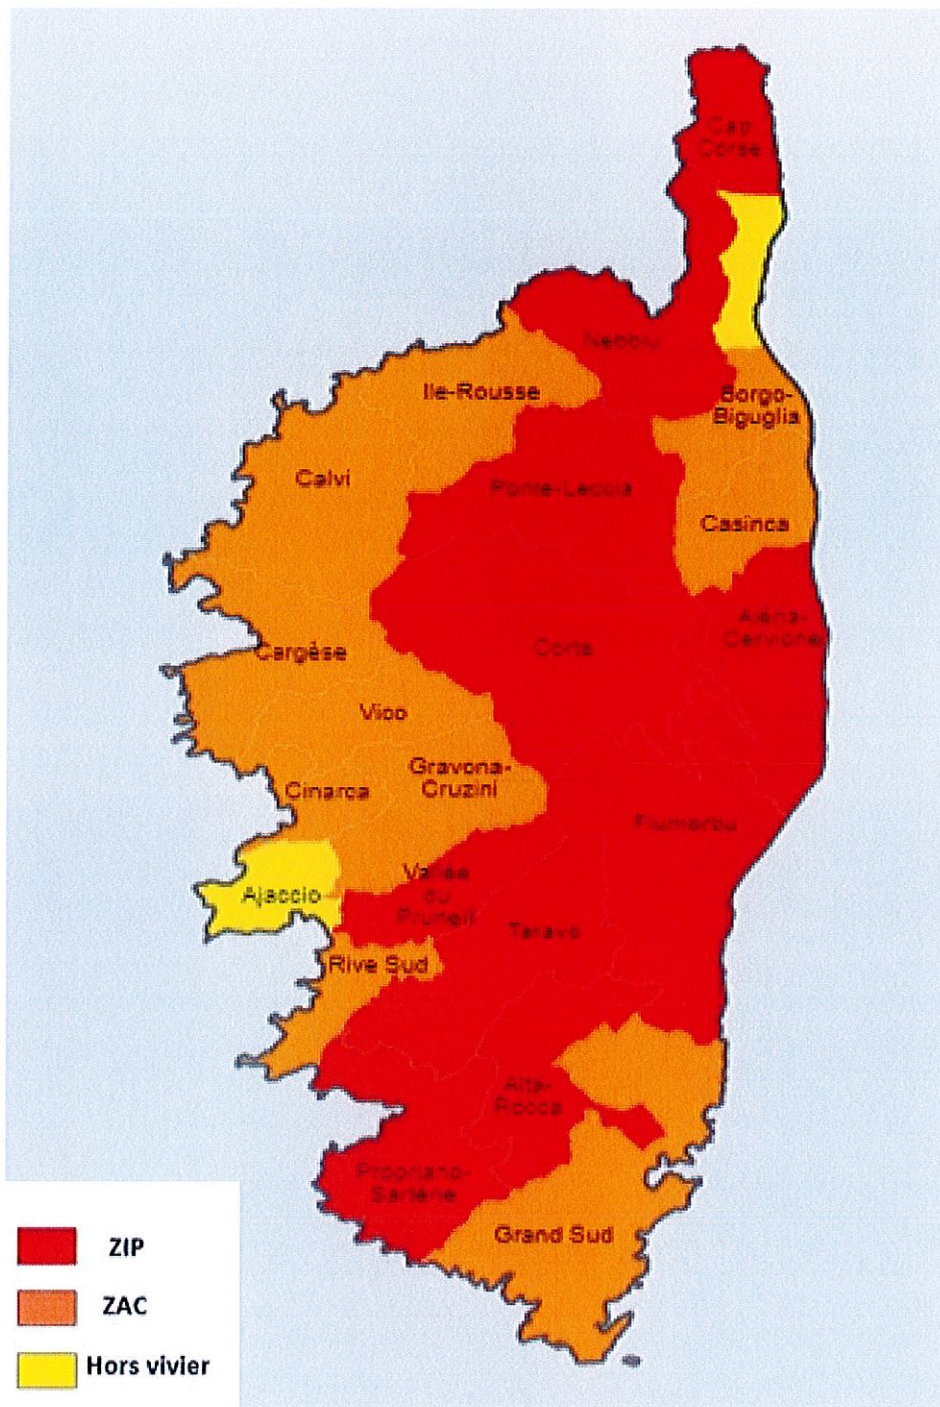 Cap
Corse
Nebbiu
Ile-Rousse
Borgo-
Biguglia
Calvi
Ponte-Leccia
Casinca
Aléria-
Cervione
Corte
Cargèse
Vico
Gravona-
Cruzini
Cinarca
Fiumorbu
Vallée
du
Prunelli
Ajaccio
Taravo
Rive Sud
Alta-
Rocca
Propriano-
Sartène
Grand Sud
ZIP
ZAC
Hors vivier